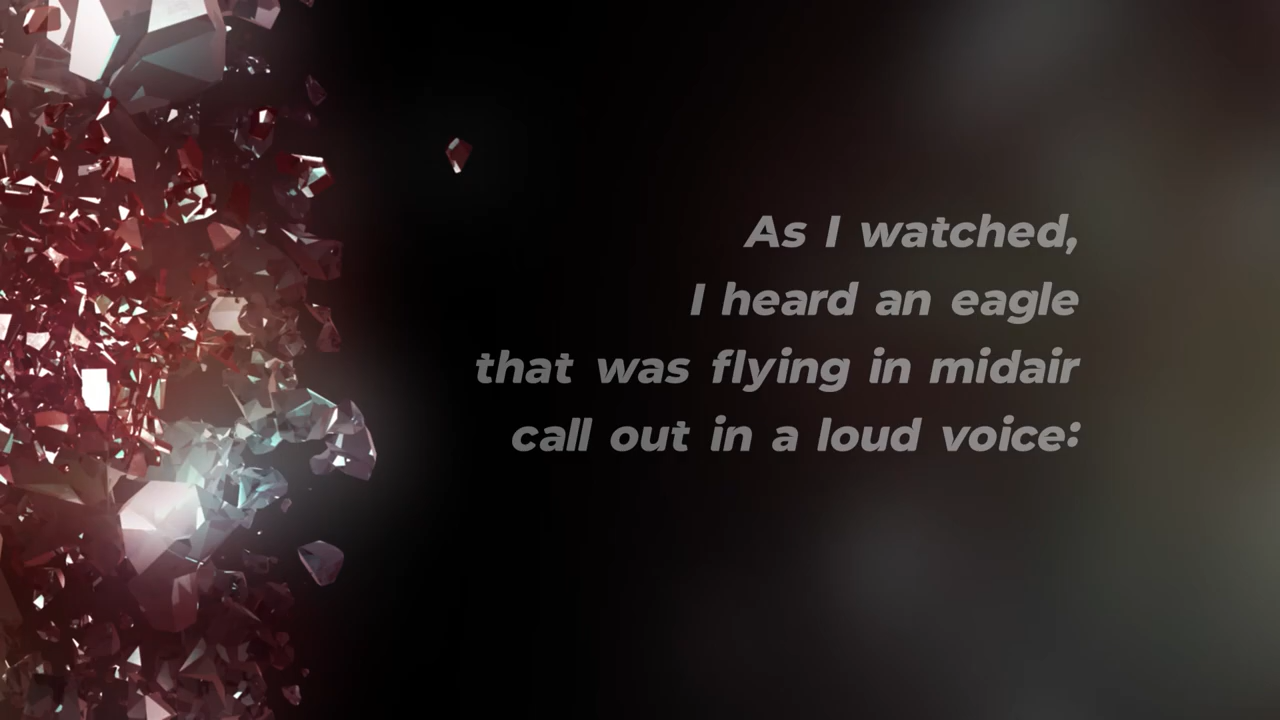 As I watched,
I heard an eagle
that was flying in midair
call out in a loud voice: